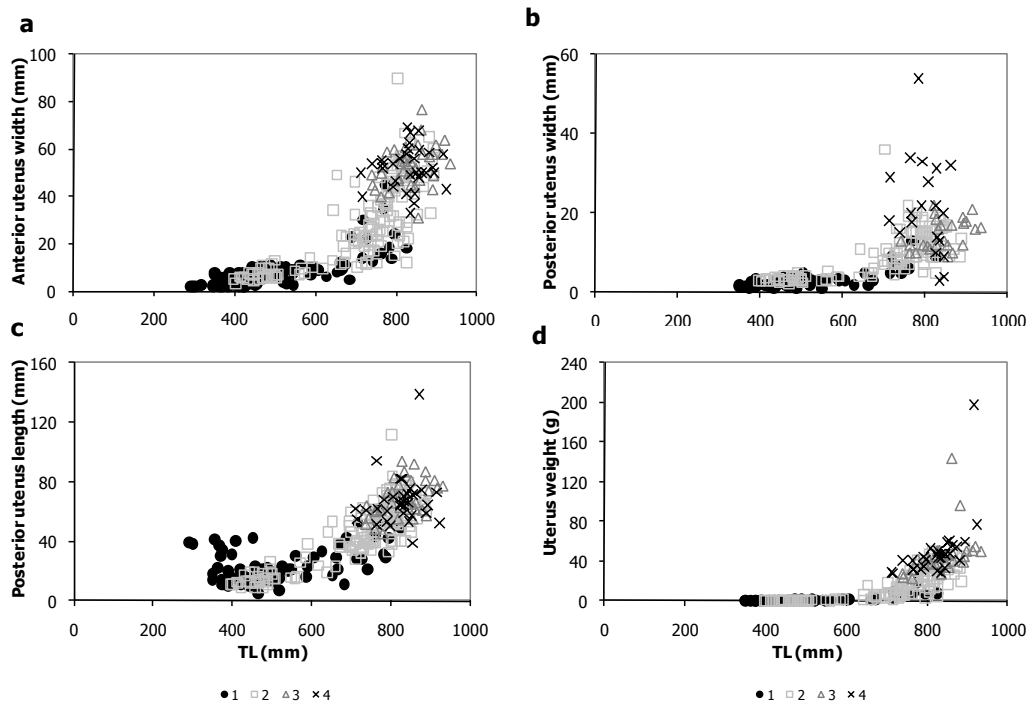 a
b
100
80
60
40
20
0
Anterior uterus width (mm)
0 200 400 600 800 1000
60
40
20
0
Posterior uterus width (mm)
0 200 400 600 800 1000
c
d
160
120
80
40
0
Posterior uterus length (mm)
0 200 400 600 800 1000
TL (mm)
240
200
160
120
80
40
0
Uterus weight (g)
0 200 400 600 800 1000
TL (mm)
1 2 3 4
1 2 3 4